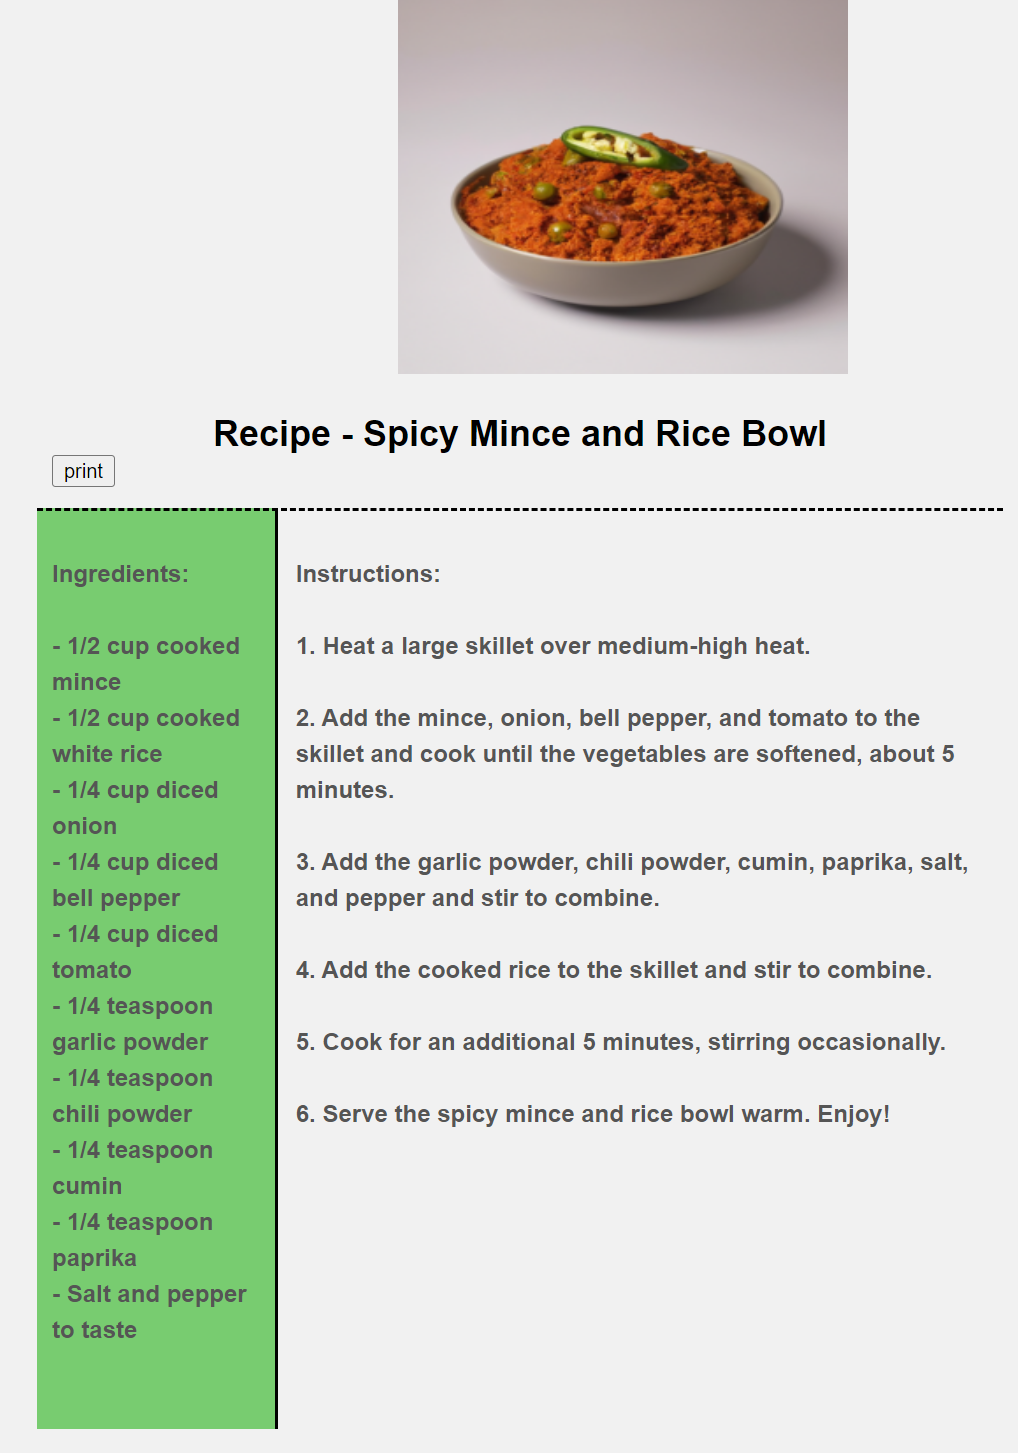 Recipe - Spicy Mince and Rice Bowl
print
Ingredients:
- 1/2 cup cooked
mince
- 1/2 cup cooked
white rice
- 1/4 cup diced
onion
- 1/4 cup diced
bell pepper
- 1/4 cup diced
tomato
- 1/4 teaspoon
garlic powder
- 1/4 teaspoon
chili powder
- 1/4 teaspoon
cumin
- 1/4 teaspoon
paprika
- Salt and pepper
to taste
Instructions:
1. Heat a large skillet over medium-high heat.
2. Add the mince, onion, bell pepper, and tomato to the
skillet and cook until the vegetables are softened, about 5
minutes.
3. Add the garlic powder, chili powder, cumin, paprika, salt,
and pepper and stir to combine.
4. Add the cooked rice to the skillet and stir to combine.
5. Cook for an additional 5 minutes, stirring occasionally.
6. Serve the spicy mince and rice bowl warm. Enjoy!